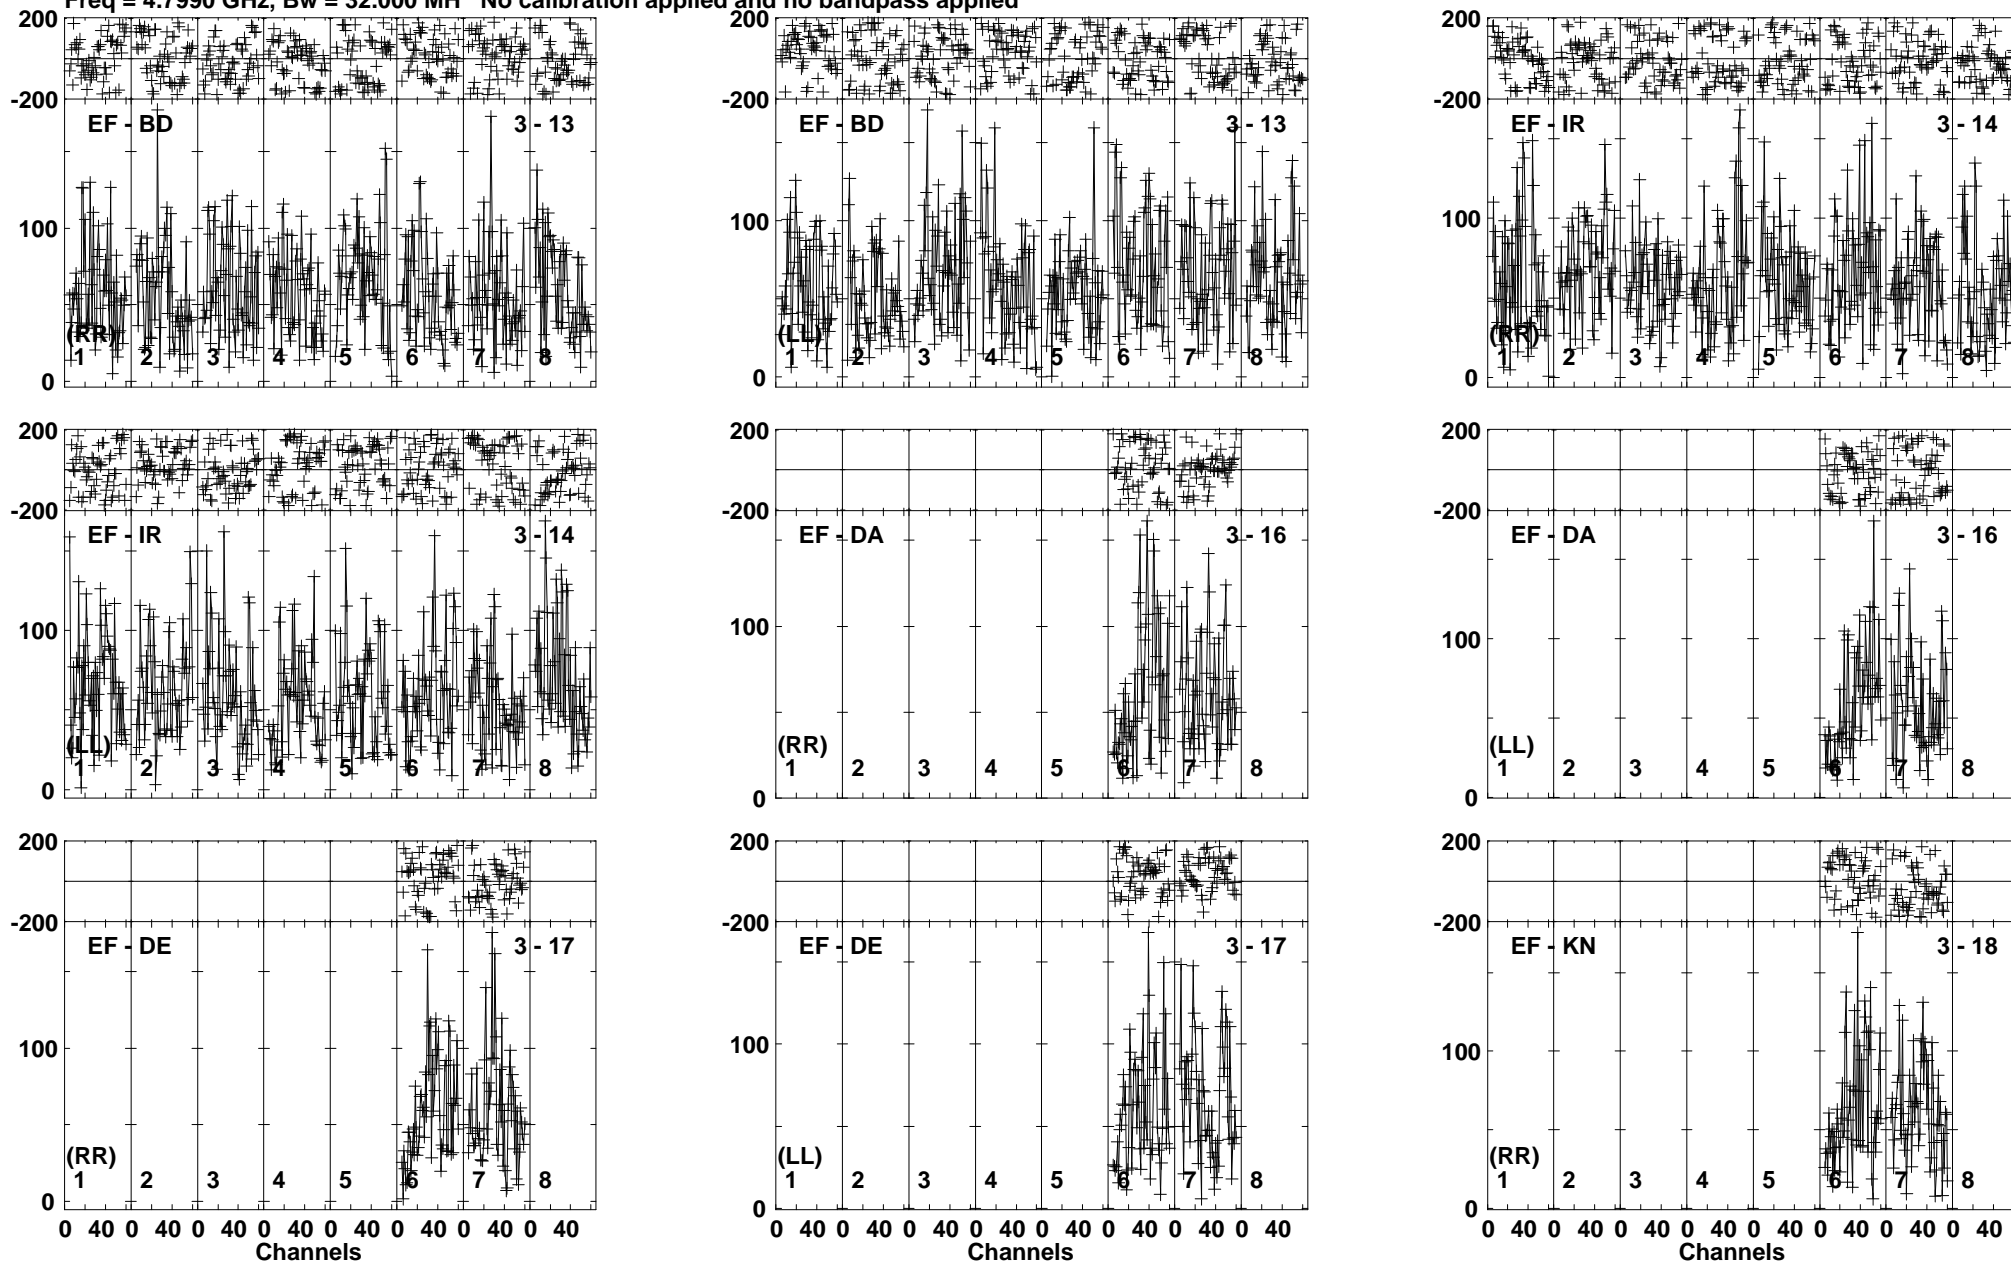 Freq = 4.7990 GHz, Bw = 32.000 MH No calibration applied and no bandpass applied
200 200 200
-200 -200 -200
EF - BD 3 - 13 EF - BD 3 - 13 EF - IR 3 - 14
100 100 100
(RR) (LL) (RR)
1 2 3 4 5 6 7 8 1 2 3 4 5 6 7 8 1 2 3 4 5 6 7 8
0 0 0
200 200 200
-200 -200 -200
EF - IR 3 - 14 EF - DA 3 - 16 EF - DA 3 - 16
100 100 100
(LL) (RR) (LL)
1 2 3 4 5 6 7 8 1 2 3 4 5 6 7 8 1 2 3 4 5 6 7 8
0 0 0
200 200 200
-200 -200 -200
EF - DE 3 - 17 EF - DE 3 - 17 EF - KN 3 - 18
100 100 100
(RR) (LL) (RR)
1 2 3 4 5 6 7 8 1 2 3 4 5 6 7 8 1 2 3 4 5 6 7 8
0 0 0
0 40 0 40 0 40 0 40 0 40 0 40 0 40 0 40 0 40 0 40 0 40 0 40 0 40 0 40 0 40 0 40 0 40 0 40 0 40 0 40 0 40 0 40 0 40 0 40
Channels Channels Channels